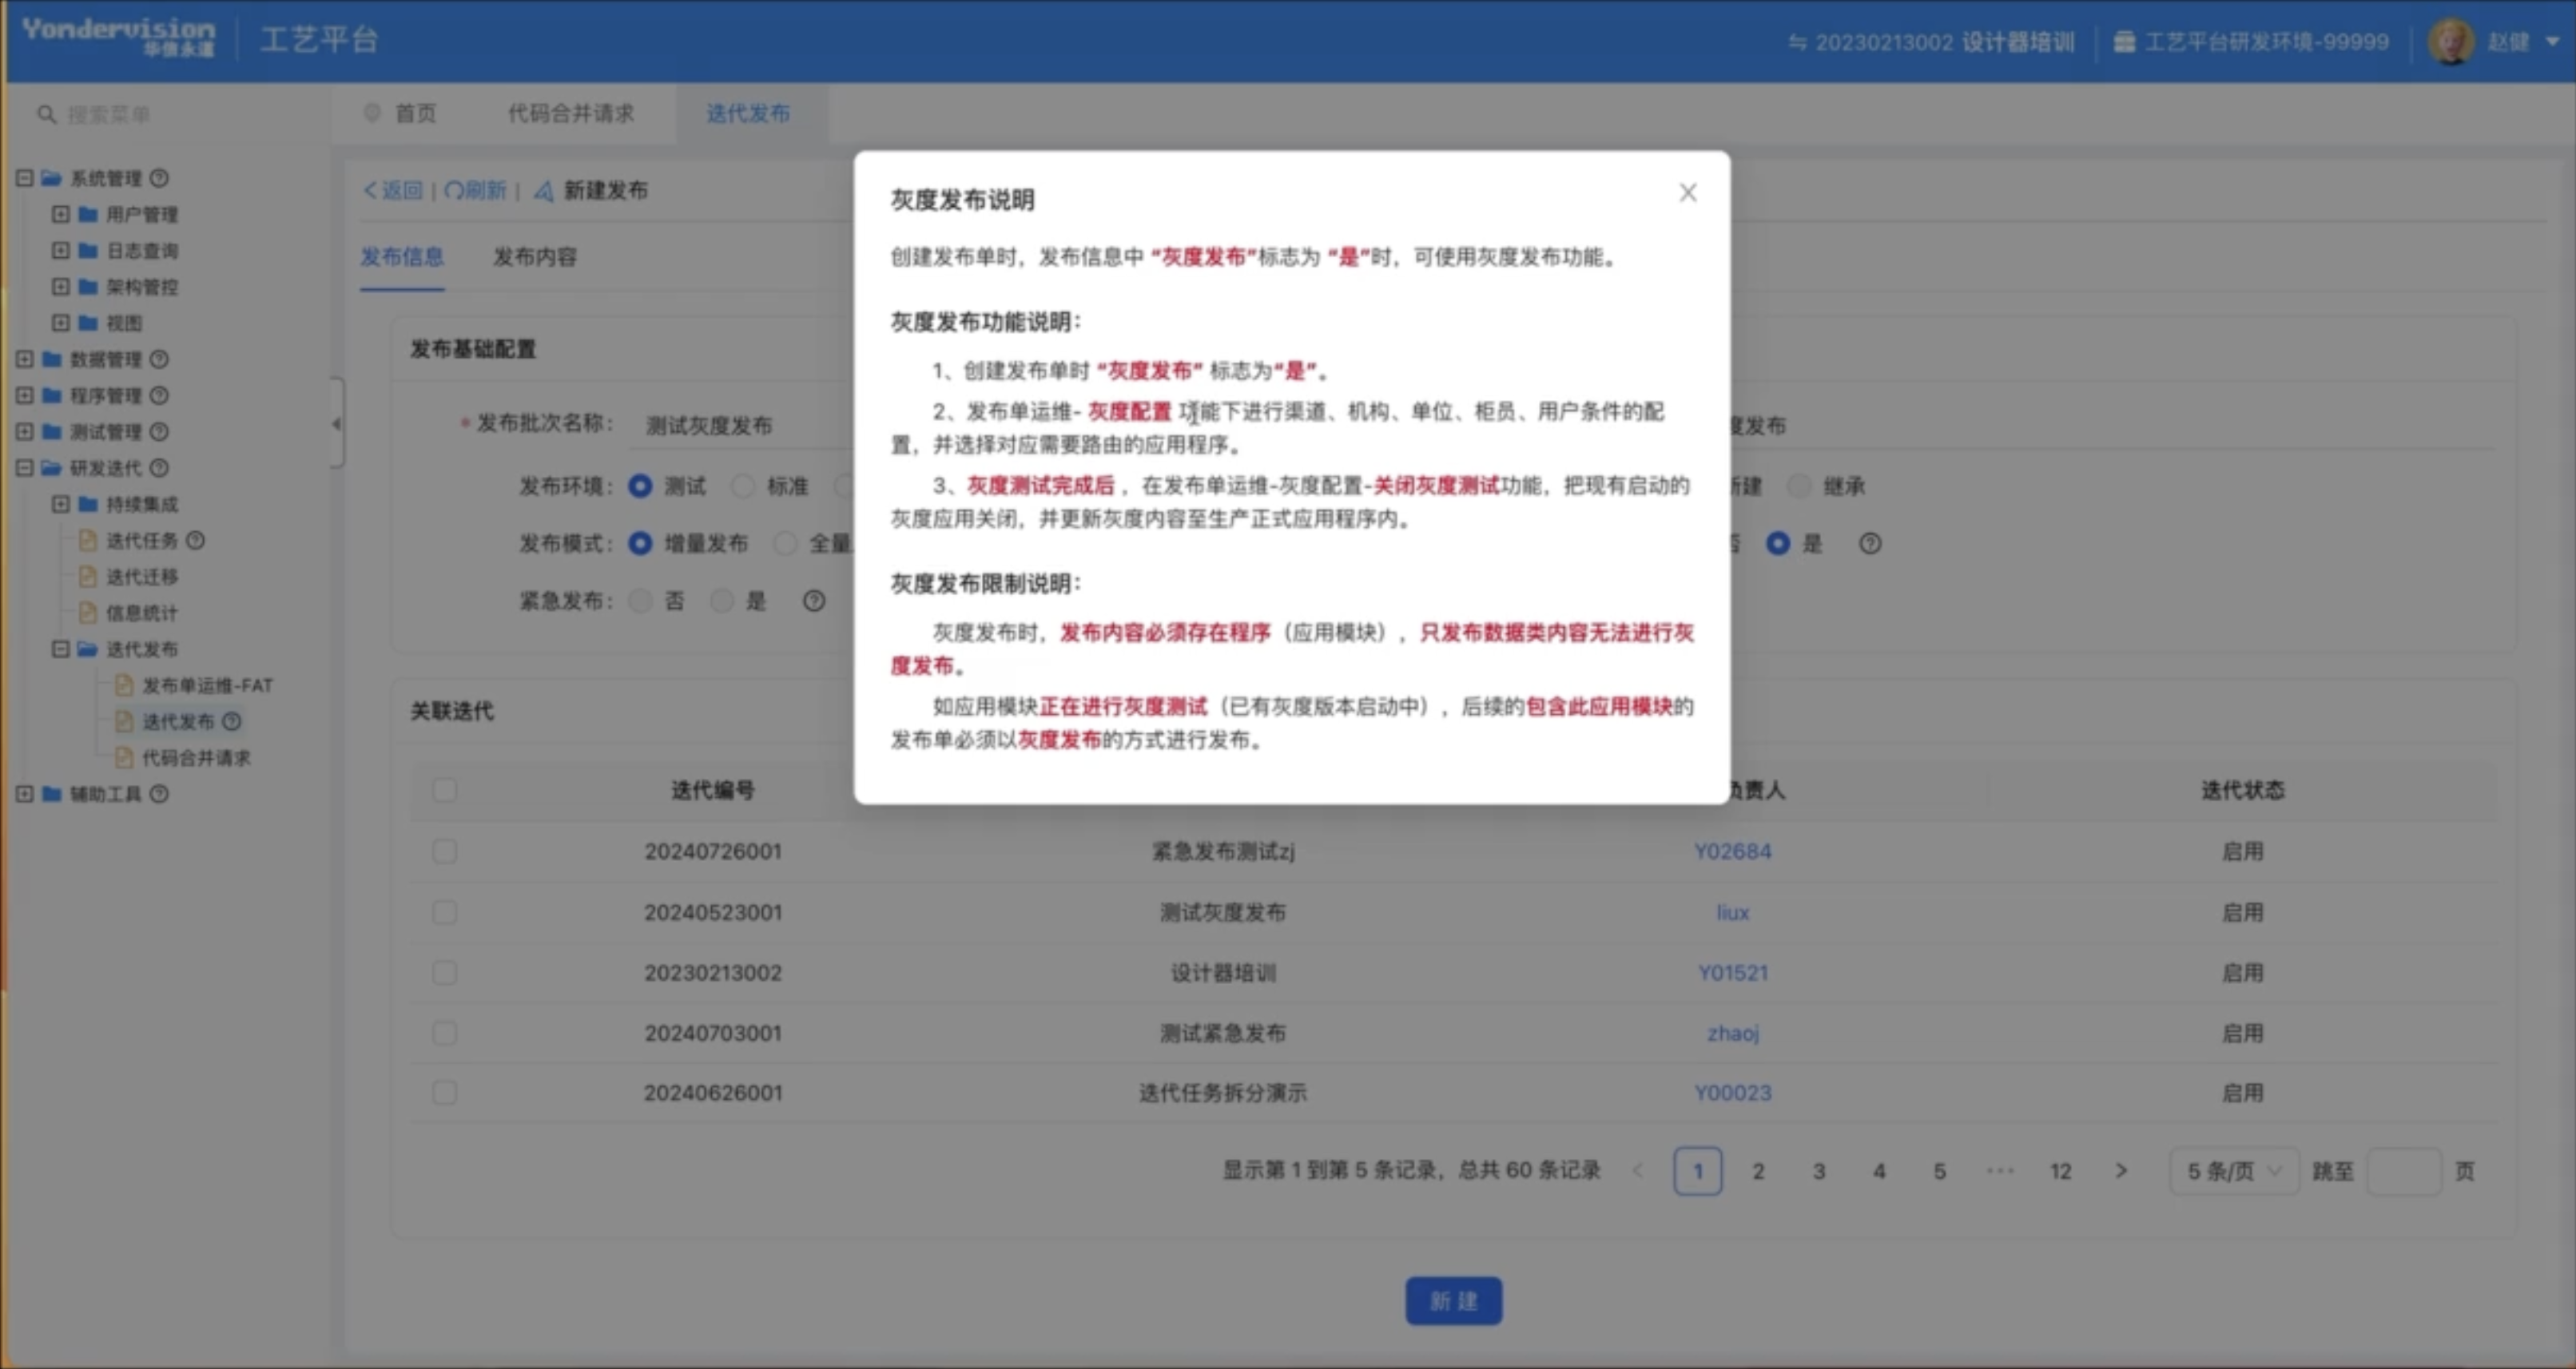 Yondervision
华信永道
工艺平台
20230213002 设计器培训
工艺平台研发环境-99999
赵健
搜索菜单
首页
代码合并请求
迭代发布
系统管理
用户管理
日志查询
架构管控
视图
数据管理
程序管理
测试管理
研发迭代
持续集成
迭代任务
迭代迁移
信息统计
迭代发布
发布单运维-FAT
迭代发布
代码合并请求
辅助工具
返回 | 刷新 | 新建发布
发布信息
发布内容
发布基础配置
* 发布批次名称： 测试灰度发布
度发布
发布环境： 测试 标准
新建 继承
发布模式： 增量发布 全量
否 是
紧急发布： 否 是
灰度发布说明
创建发布单时，发布信息中 “灰度发布”标志为 “是”时，可使用灰度发布功能。
灰度发布功能说明：
1、创建发布单时 “灰度发布” 标志为“是”。
2、发布单运维- 灰度配置 功能下进行渠道、机构、单位、柜员、用户条件的配
置，并选择对应需要路由的应用程序。
3、灰度测试完成后 ，在发布单运维-灰度配置-关闭灰度测试功能，把现有启动的
灰度应用关闭，并更新灰度内容至生产正式应用程序内。
灰度发布限制说明：
灰度发布时，发布内容必须存在程序（应用模块），只发布数据类内容无法进行灰
度发布。
如应用模块正在进行灰度测试（已有灰度版本启动中），后续的包含此应用模块的
发布单必须以灰度发布的方式进行发布。
关联迭代
迭代编号 负责人 迭代状态
20240726001 紧急发布测试zj Y02684 启用
20240523001 测试灰度发布 liux 启用
20230213002 设计器培训 Y01521 启用
20240703001 测试紧急发布 zhaoj 启用
20240626001 迭代任务拆分演示 Y00023 启用
显示第 1 到第 5 条记录，总共 60 条记录 < 1 2 3 4 5 ··· 12 > 5 条/页 跳至 页
新 建